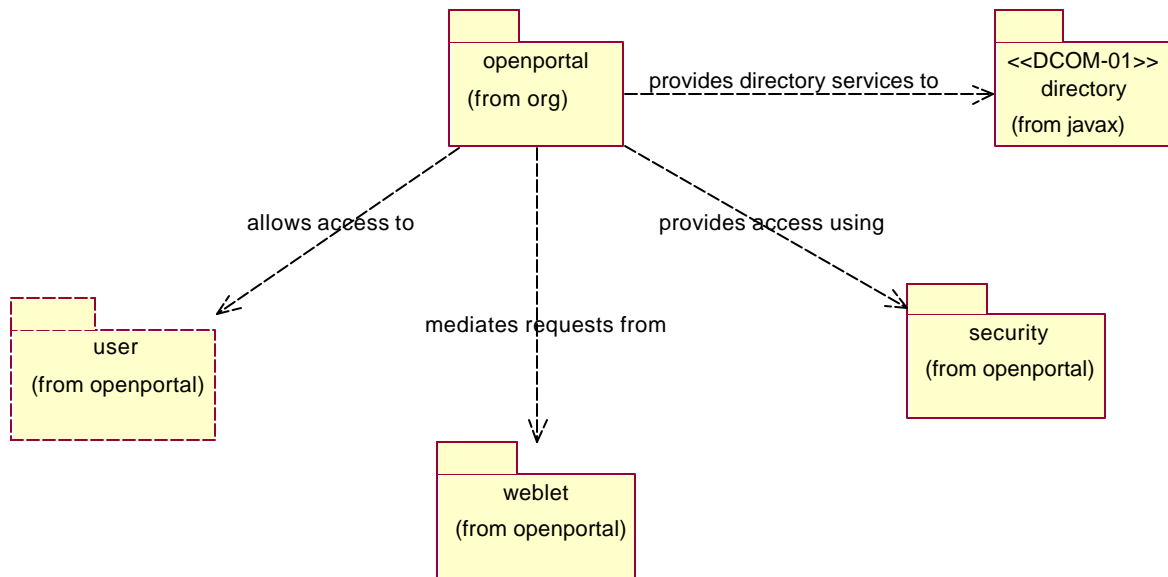 openportal
(from org)
provides directory services to
<<DCOM-01>>
directory
(from javax)
allows access to
provides access using
mediates requests from
user
(from openportal)
security
(from openportal)
weblet
(from openportal)